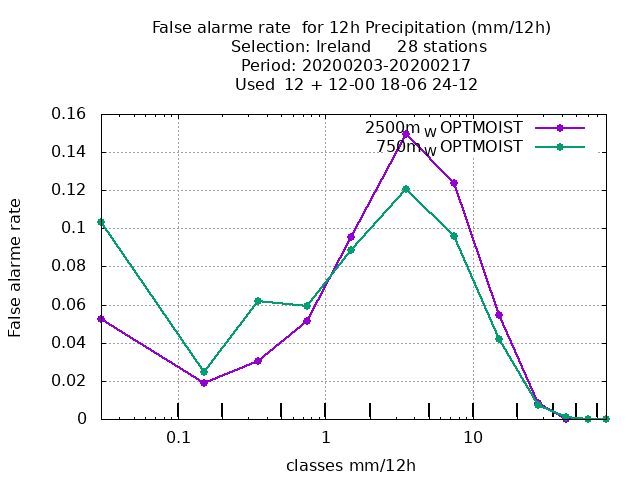 False alarme rate  for 12h Precipitation (mm/12h)
Selection: Ireland     28 stations
Period: 20200203-20200217
Used  12 + 12-00 18-06 24-12
2500m W OPTMOIST
750m W OPTMOIST
False alarme rate
0.16
0.14
0.12
0.1
0.08
0.06
0.04
0.02
0
0.1 1 10
classes mm/12h